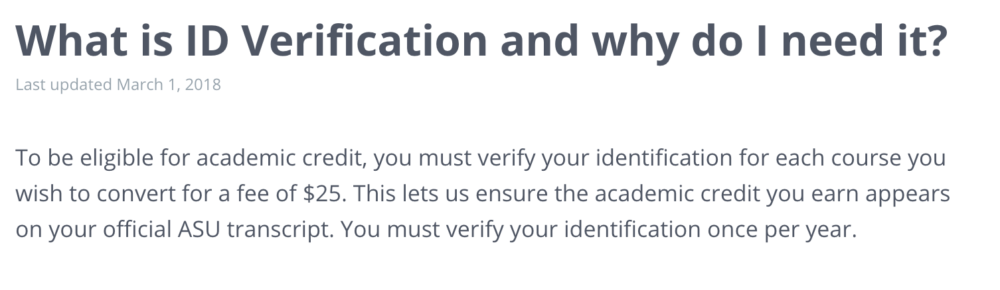 What is ID Verification and why do I need it?
Last updated March 1, 2018
To be eligible for academic credit, you must verify your identification for each course you
wish to convert for a fee of $25. This lets us ensure the academic credit you earn appears
on your official ASU transcript. You must verify your identification once per year.